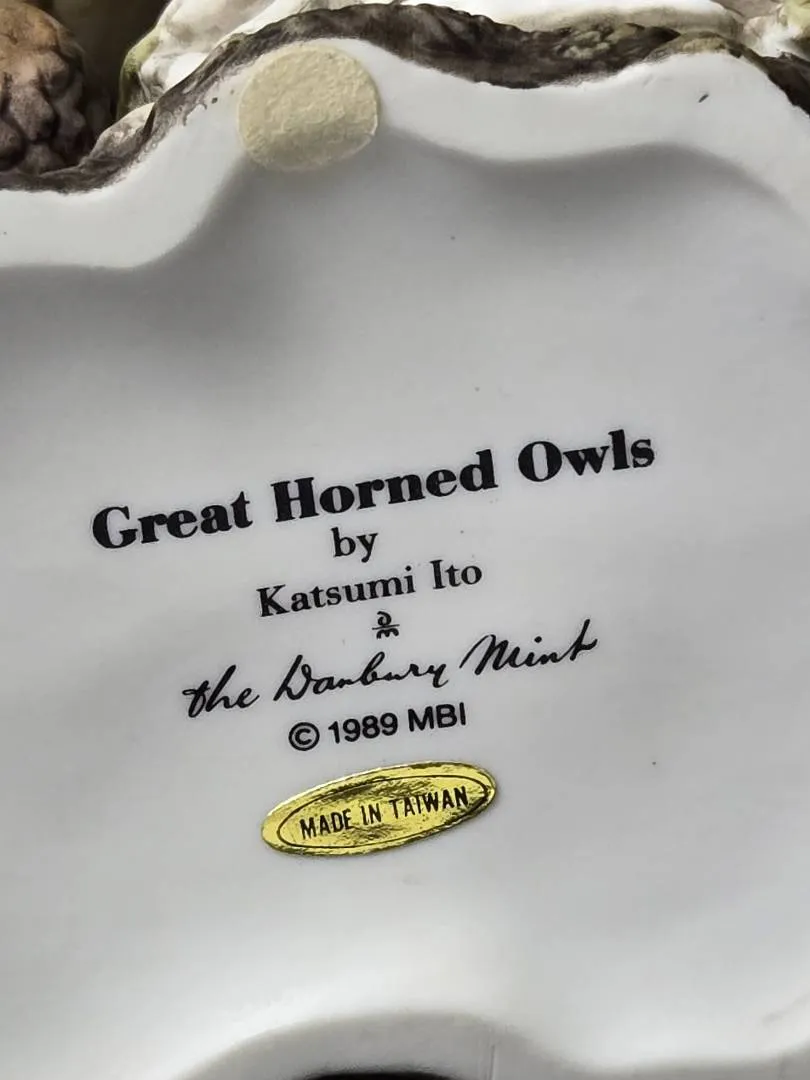 Great Horned Owls
by
Katsumi Ito
the Danbury Mint
© 1989 MBI
MADE IN TAIWAN